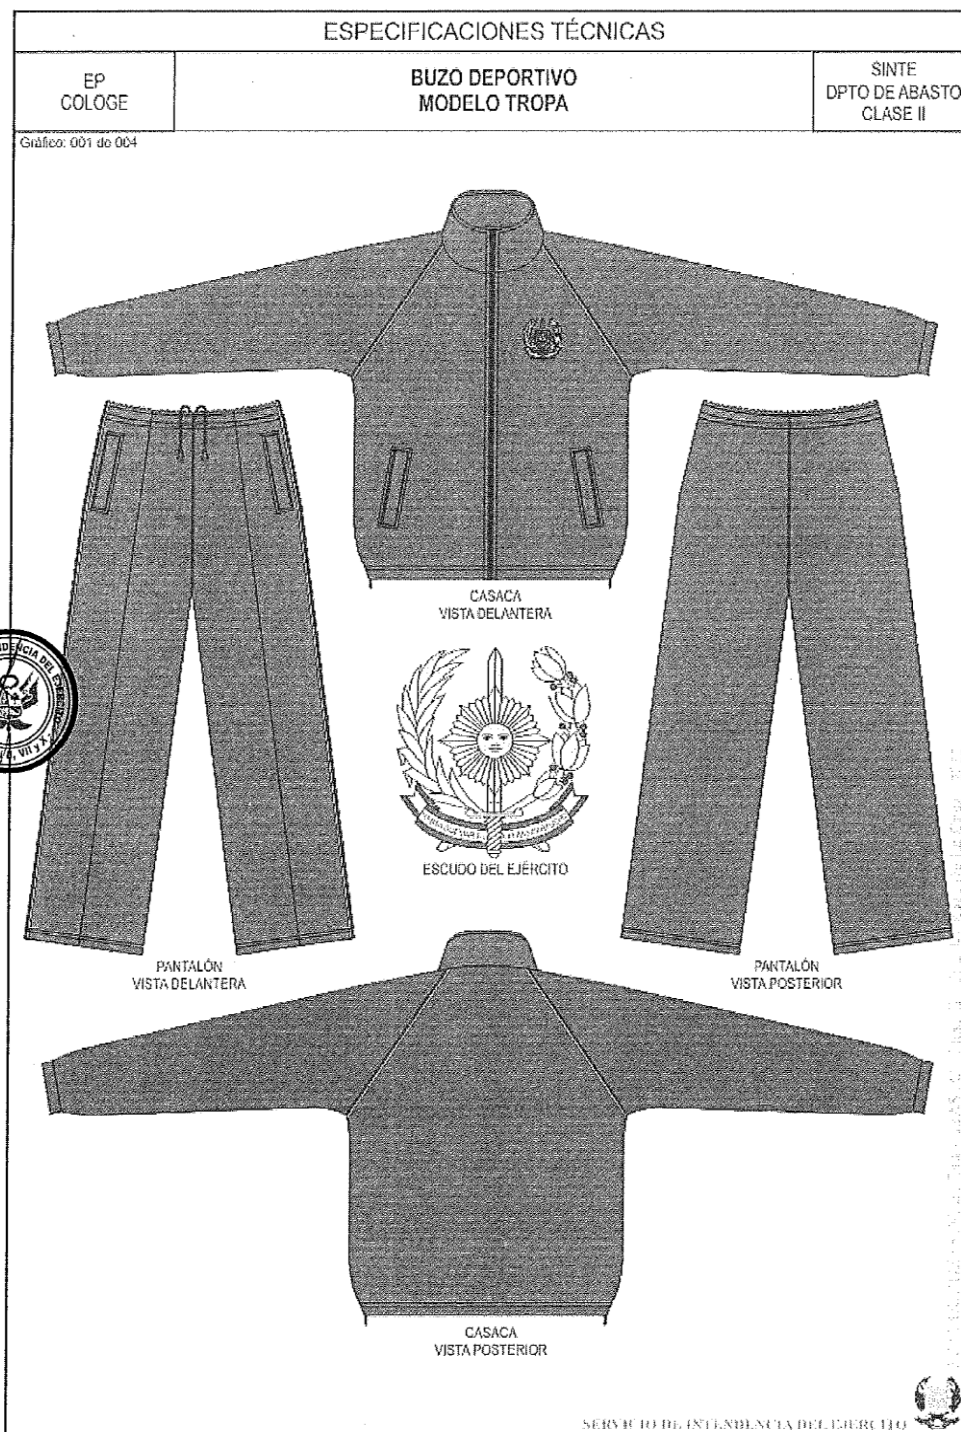 ESPECIFICACIONES TÉCNICAS
EP
COLOGE
BUZO DEPORTIVO
MODELO TROPA
SINTE
DPTO DE ABASTO
CLASE II
Gráfico: 001 de 004
CASACA
VISTA DELANTERA
ESCUDO DEL EJÉRCITO
PANTALÓN
VISTA DELANTERA
PANTALÓN
VISTA POSTERIOR
CASACA
VISTA POSTERIOR
SERVICIO DE INTENDENCIA DEL EJÉRCITO